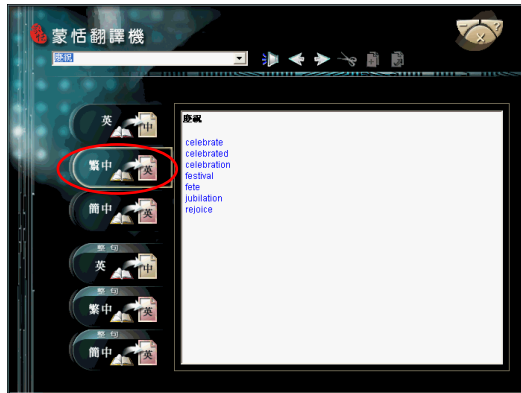 蒙恬翻譯機
慶祝
英 中
繁中 英
簡中 英
整句
英 中
整句
繁中 英
整句
簡中 英
慶祝
celebrate
celebrated
celebration
festival
fete
jubilation
rejoice